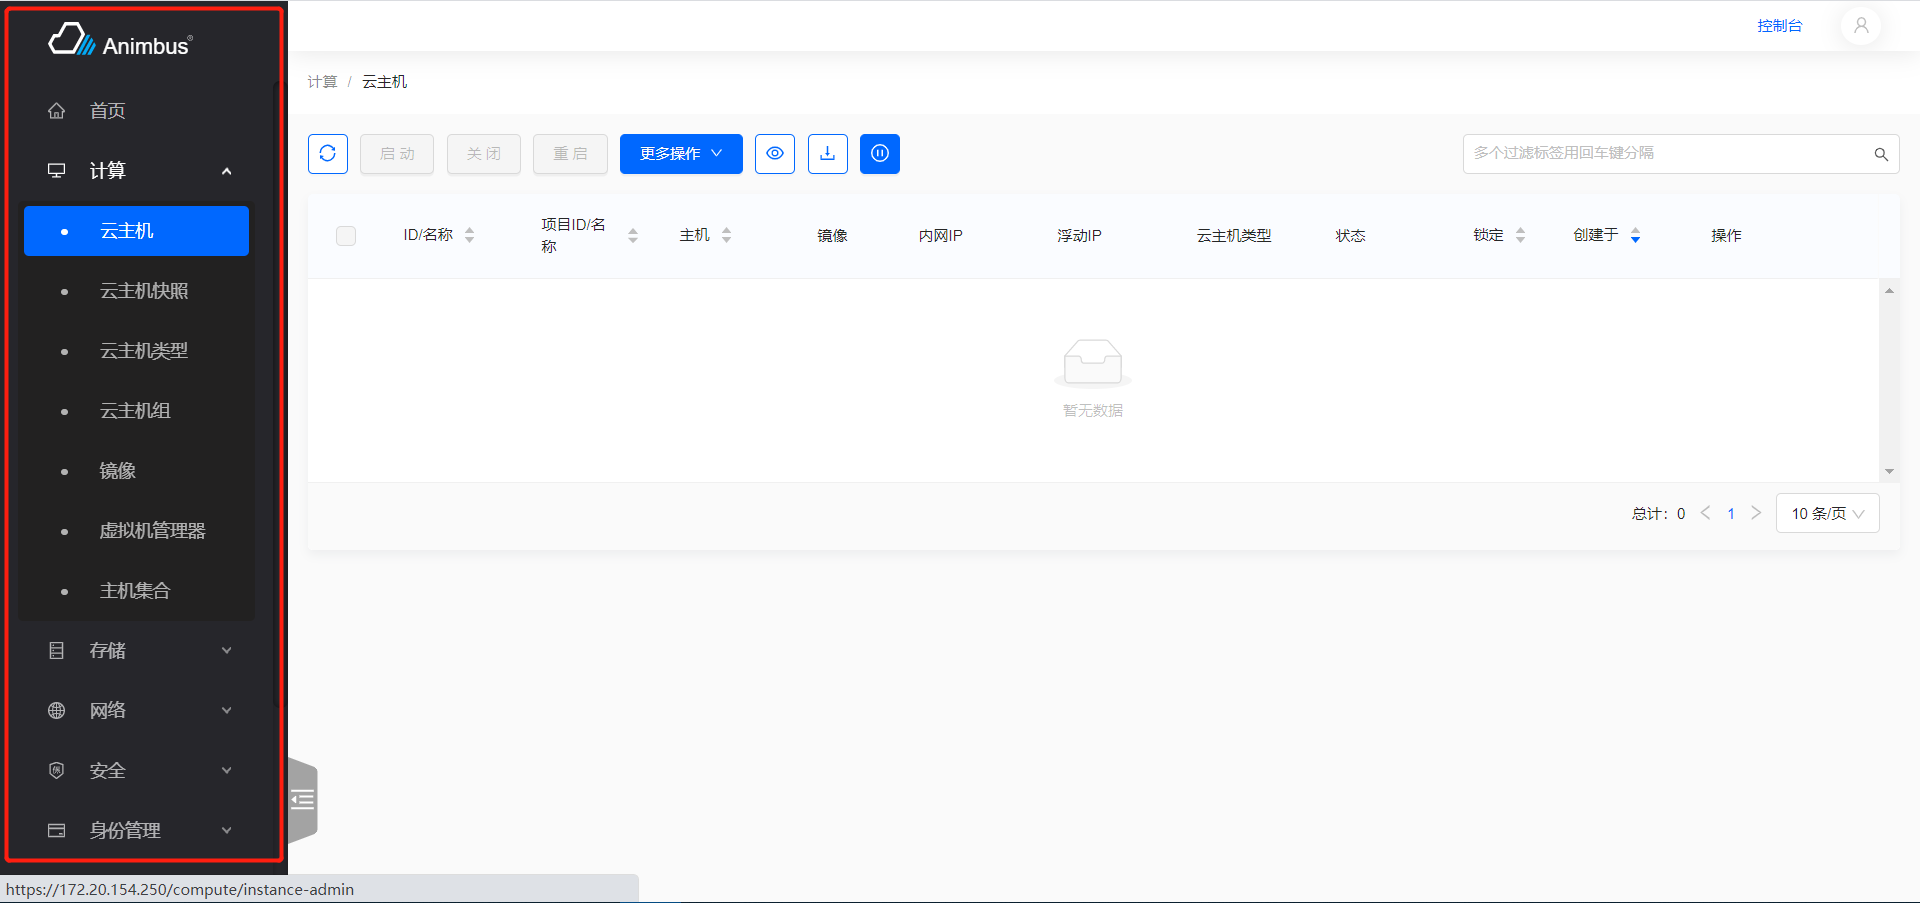 Animbus®
首页
计算
云主机
云主机快照
云主机类型
云主机组
镜像
虚拟机管理器
主机集合
存储
网络
安全
身份管理
控制台
计算 / 云主机
启 动
关 闭
重 启
更多操作
多个过滤标签用回车键分隔
ID/名称
项目ID/名
称
主机
镜像
内网IP
浮动IP
云主机类型
状态
锁定
创建于
操作
暂无数据
总计：0
1
10 条/页
https://172.20.154.250/compute/instance-admin